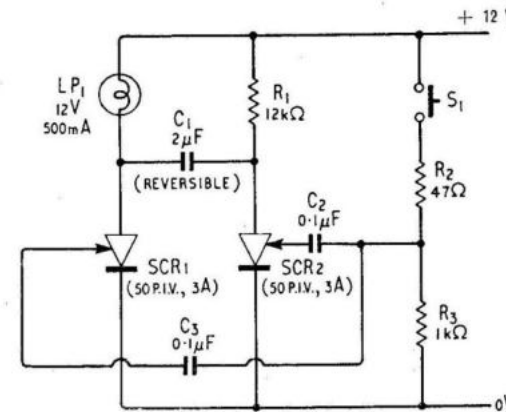 + 12 V
LP₁
12V
500mA
R₁
12kΩ
C₁
2µF
(REVERSIBLE)
S₁
R₂
47Ω
C₂
0·1µF
SCR₁
(50 P.I.V., 3A)
SCR₂
(50 P.I.V., 3A)
R₃
1kΩ
C₃
0·1µF
0V